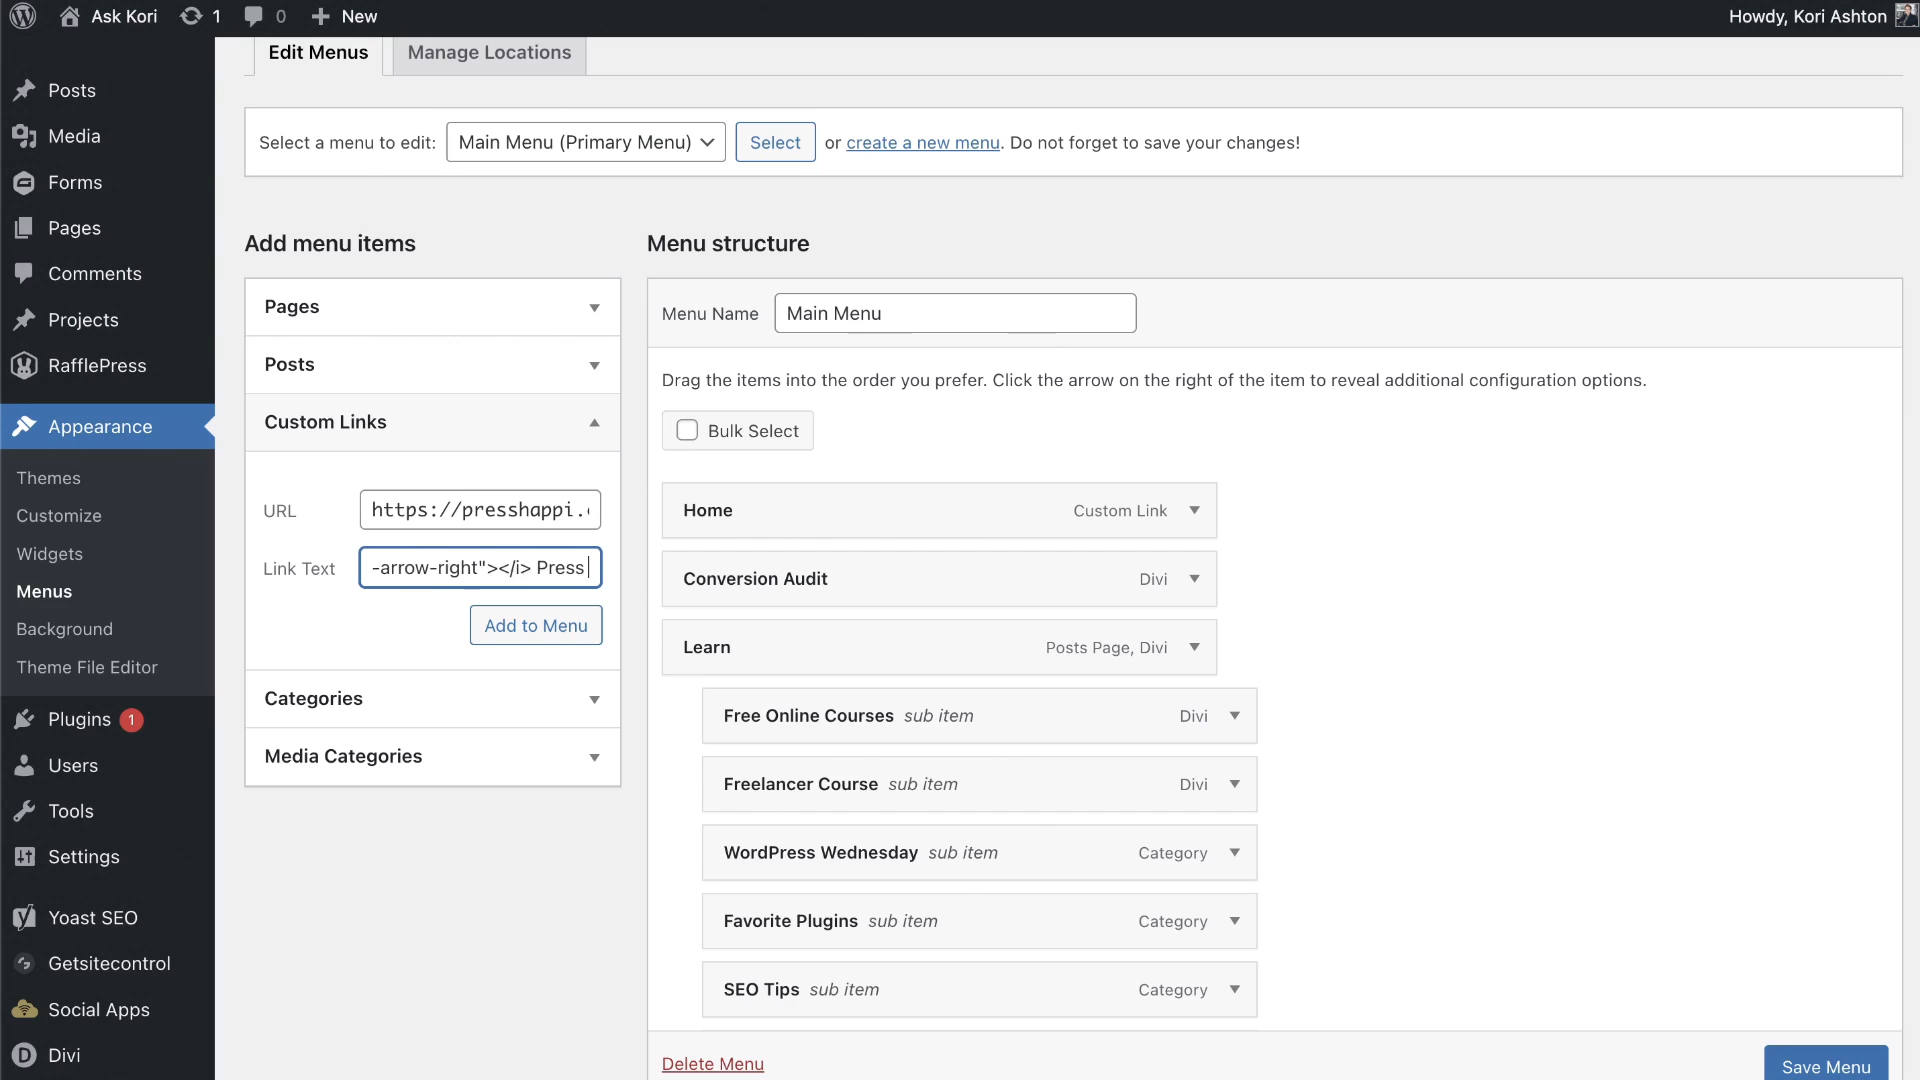 Ask Kori 1 0 New Howdy, Kori Ashton
Edit Menus Manage Locations
Posts
Media
Forms
Pages
Comments
Projects
RafflePress
Appearance
Themes
Customize
Widgets
Menus
Background
Theme File Editor
Plugins 1
Users
Tools
Settings
Yoast SEO
Getsitecontrol
Social Apps
Divi
Select a menu to edit: Main Menu (Primary Menu) Select or create a new menu. Do not forget to save your changes!
Add menu items
Pages
Posts
Custom Links
URL https://presshappi.
Link Text -arrow-right"></i> Press
Add to Menu
Categories
Media Categories
Menu structure
Menu Name Main Menu
Drag the items into the order you prefer. Click the arrow on the right of the item to reveal additional configuration options.
Bulk Select
Home Custom Link
Conversion Audit Divi
Learn Posts Page, Divi
Free Online Courses sub item Divi
Freelancer Course sub item Divi
WordPress Wednesday sub item Category
Favorite Plugins sub item Category
SEO Tips sub item Category
Delete Menu Save Menu